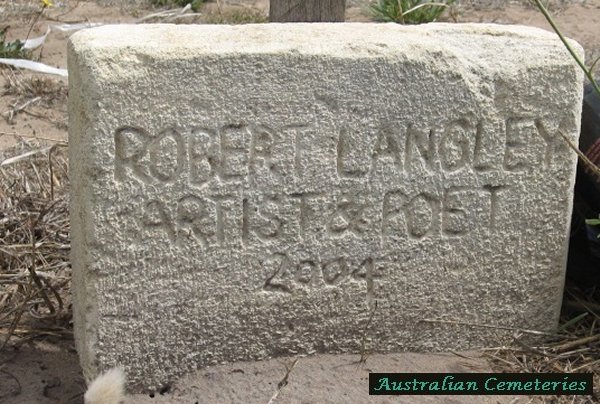 ROBERT LANGLEY
ARTIST & POET
2004
Australian Cemeteries